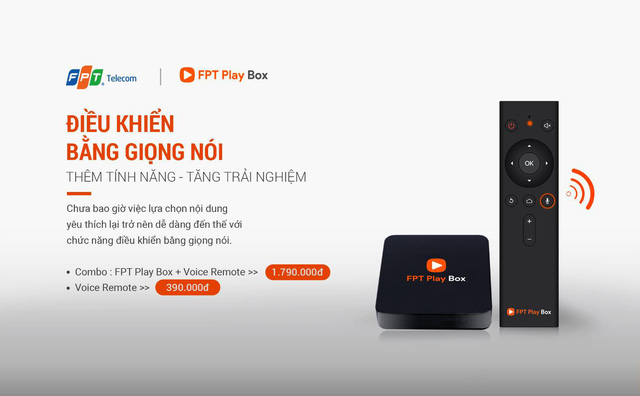 FPT Telecom
FPT Play Box
ĐIỀU KHIỂN
BẰNG GIỌNG NÓI
THÊM TÍNH NĂNG - TĂNG TRẢI NGHIỆM
Chưa bao giờ việc lựa chọn nội dung
yêu thích lại trở nên dễ dàng đến thế với
chức năng điều khiển bằng giọng nói.
• Combo : FPT Play Box + Voice Remote >> 1.790.000đ
• Voice Remote >> 390.000đ
FPT Play Box
OK
+
−
FPT Play Box